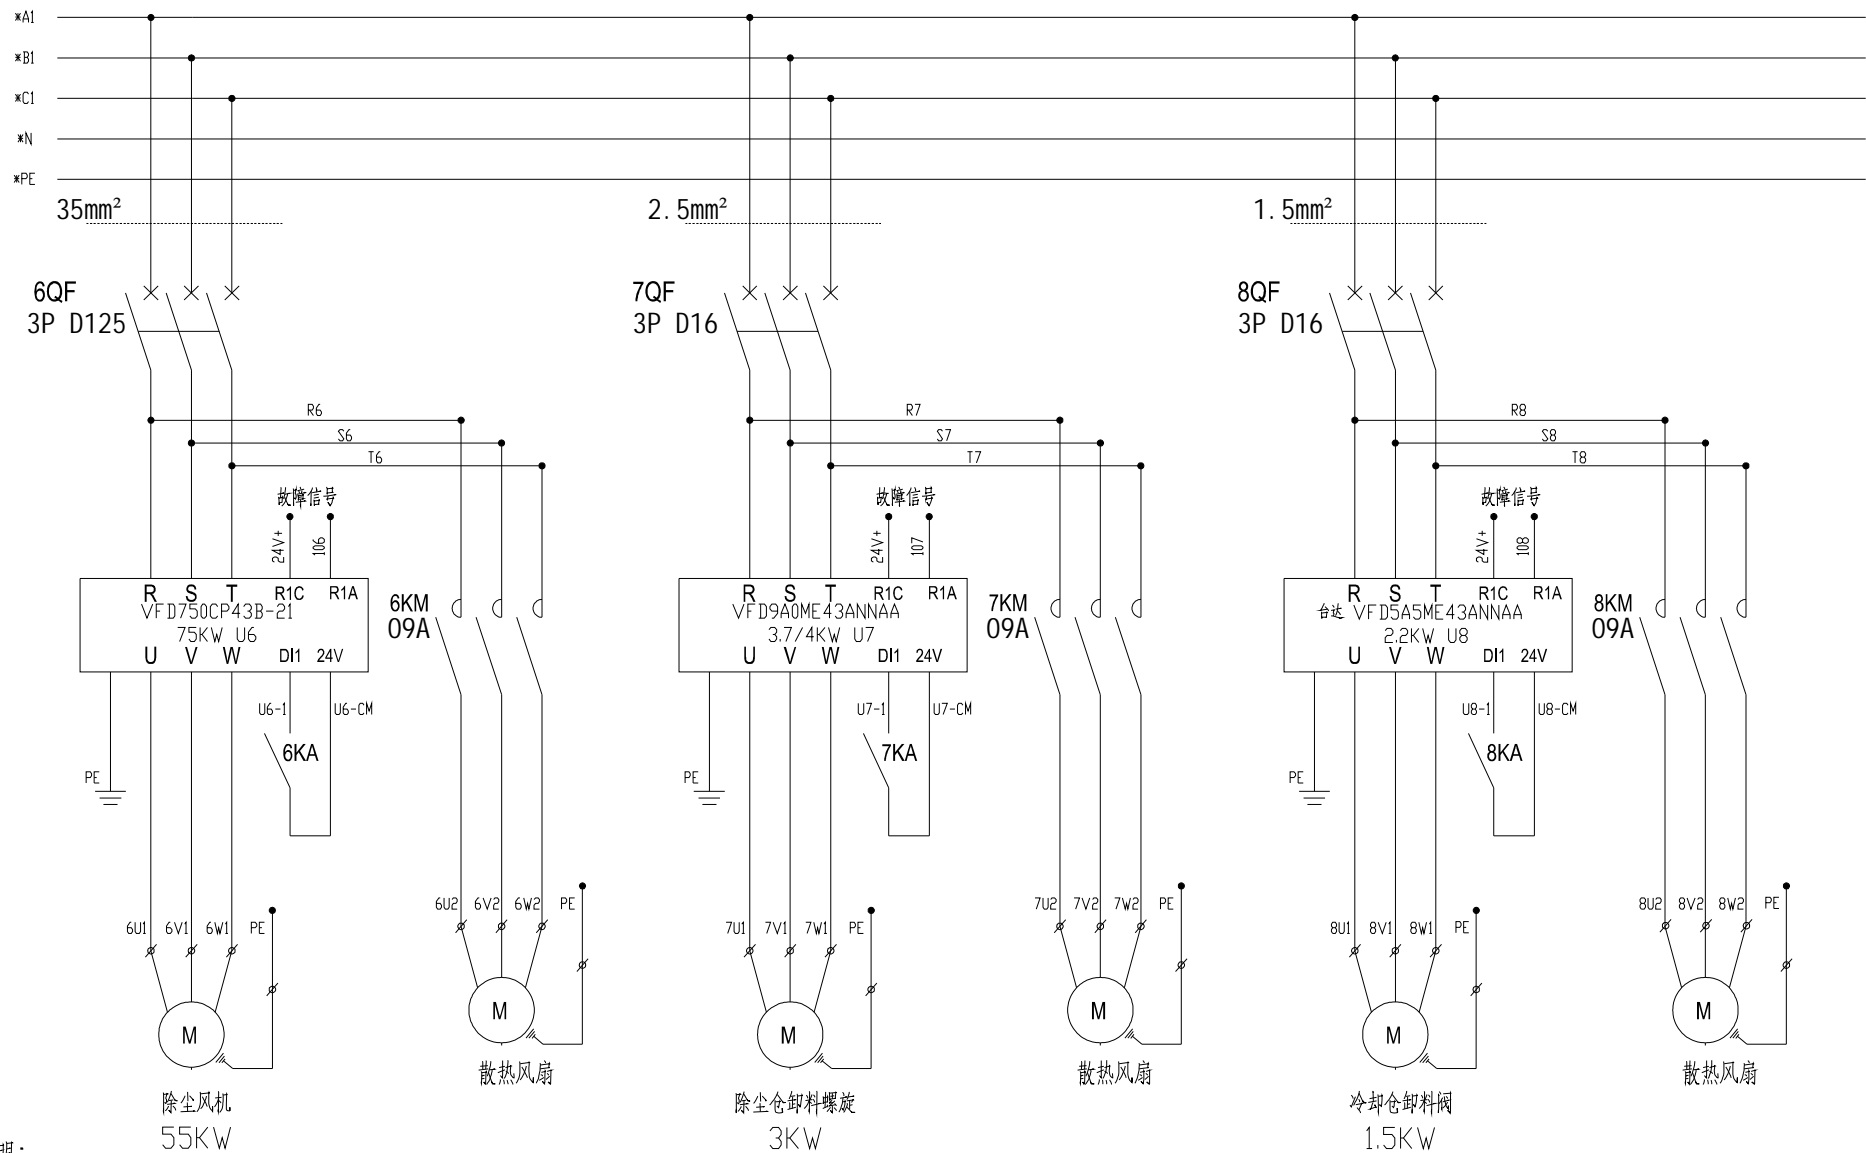 *A1
*B1
*C1
*N
*PE
35mm²
2.5mm²
1.5mm²
6QF
3P D125
7QF
3P D16
8QF
3P D16
R6
S6
T6
R7
S7
T7
R8
S8
T8
故障信号
故障信号
故障信号
24V+
106
24V+
107
24V+
108
R S T R1C R1A
VFD750CP43B-21
75KW U6
U V W DI1 24V
6KM
09A
R S T R1C R1A
VFD9A0ME43ANNAA
3.7/4KW U7
U V W DI1 24V
7KM
09A
R S T R1C R1A
台达 VFD5A5ME43ANNAA
2.2KW U8
U V W DI1 24V
8KM
09A
U6-1
U6-CM
U7-1
U7-CM
U8-1
U8-CM
6KA
7KA
8KA
PE
PE
PE
6U2 6V2 6W2 PE
7U2 7V2 7W2 PE
8U2 8V2 8W2 PE
6U1 6V1 6W1 PE
7U1 7V1 7W1 PE
8U1 8V1 8W1 PE
M
M
M
M
M
M
散热风扇
散热风扇
散热风扇
除尘风机
55KW
除尘仓卸料螺旋
3KW
冷却仓卸料阀
1.5KW